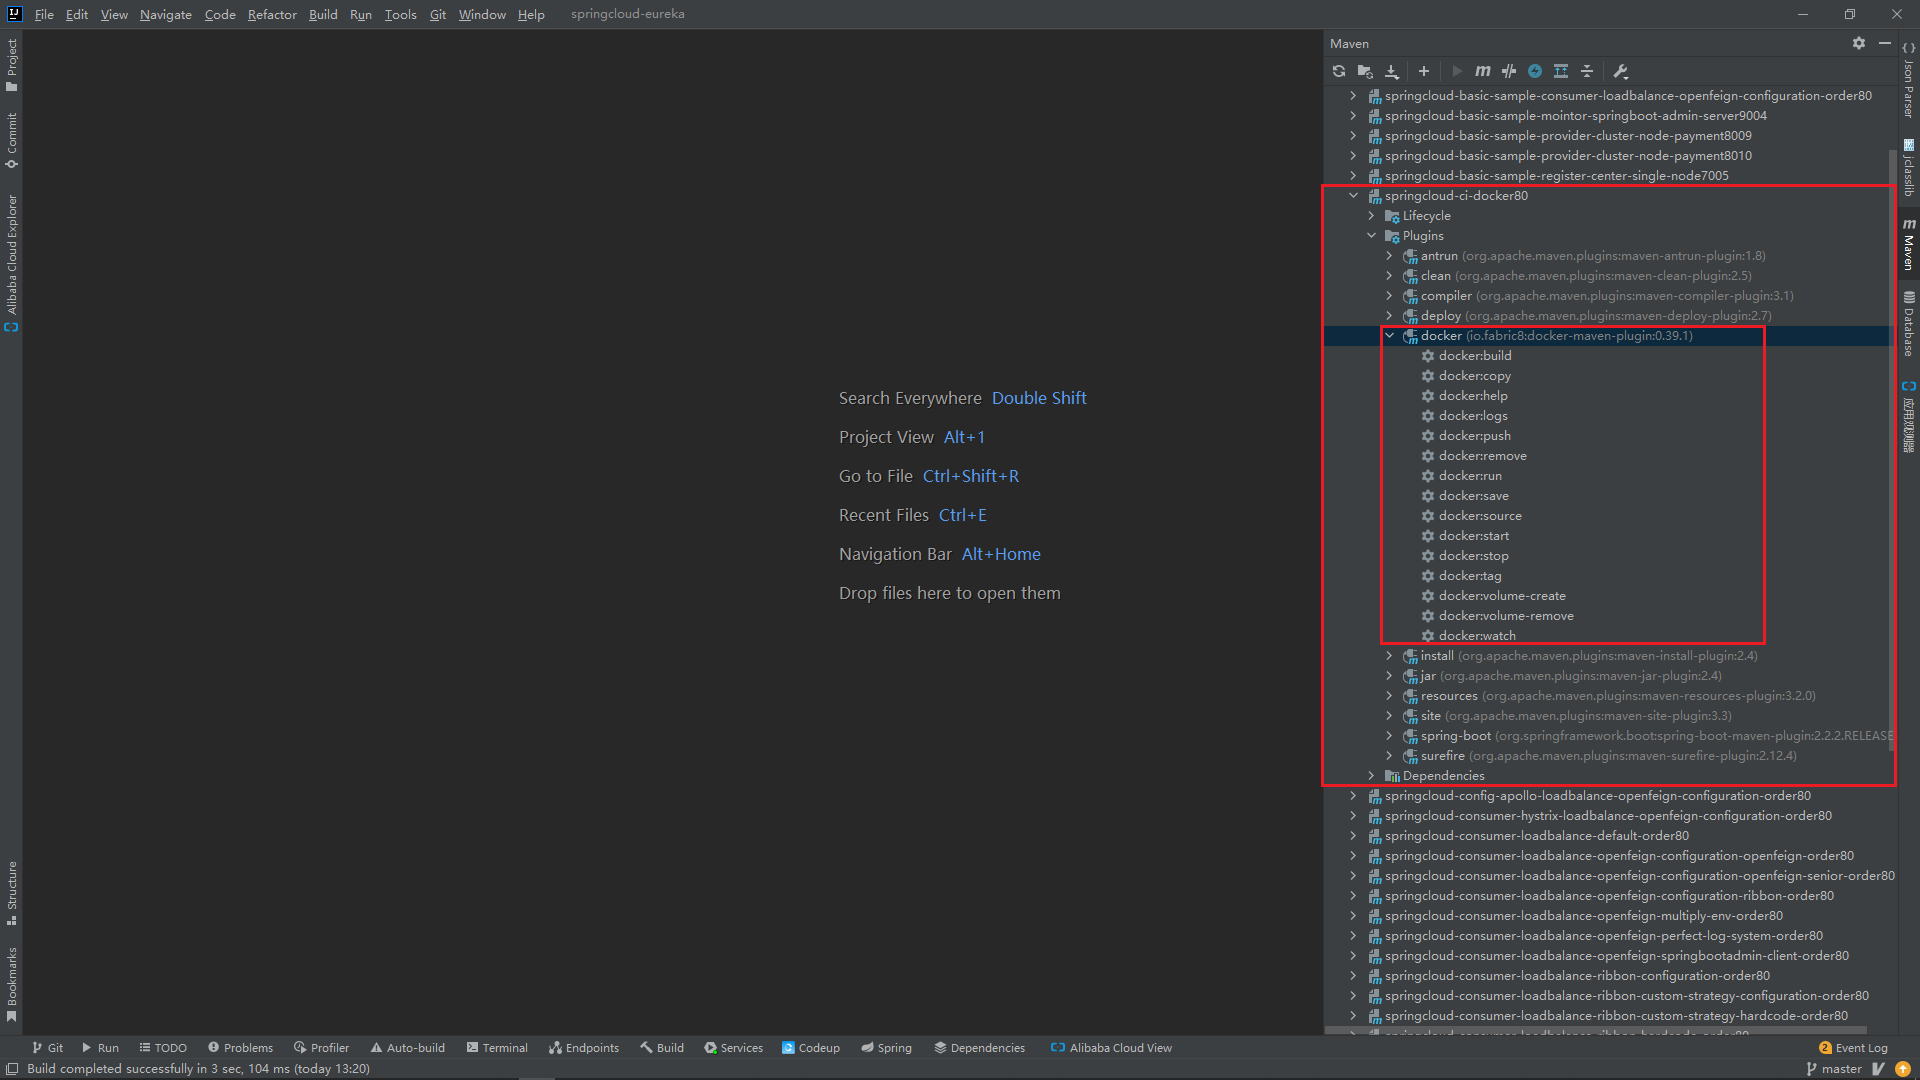 File Edit View Navigate Code Refactor Build Run Tools Git Window Help springcloud-eureka
Project
Commit
Alibaba Cloud Explorer
Structure
Bookmarks
Search Everywhere Double Shift
Project View Alt+1
Go to File Ctrl+Shift+R
Recent Files Ctrl+E
Navigation Bar Alt+Home
Drop files here to open them
Maven
springcloud-basic-sample-consumer-loadbalance-openfeign-configuration-order80
springcloud-basic-sample-mointor-springboot-admin-server9004
springcloud-basic-sample-provider-cluster-node-payment8009
springcloud-basic-sample-provider-cluster-node-payment8010
springcloud-basic-sample-register-center-single-node7005
springcloud-ci-docker80
Lifecycle
Plugins
antrun (org.apache.maven.plugins:maven-antrun-plugin:1.8)
clean (org.apache.maven.plugins:maven-clean-plugin:2.5)
compiler (org.apache.maven.plugins:maven-compiler-plugin:3.1)
deploy (org.apache.maven.plugins:maven-deploy-plugin:2.7)
docker (io.fabric8:docker-maven-plugin:0.39.1)
docker:build
docker:copy
docker:help
docker:logs
docker:push
docker:remove
docker:run
docker:save
docker:source
docker:start
docker:stop
docker:tag
docker:volume-create
docker:volume-remove
docker:watch
install (org.apache.maven.plugins:maven-install-plugin:2.4)
jar (org.apache.maven.plugins:maven-jar-plugin:2.4)
resources (org.apache.maven.plugins:maven-resources-plugin:3.2.0)
site (org.apache.maven.plugins:maven-site-plugin:3.3)
spring-boot (org.springframework.boot:spring-boot-maven-plugin:2.2.2.RELEASE
surefire (org.apache.maven.plugins:maven-surefire-plugin:2.12.4)
Dependencies
springcloud-config-apollo-loadbalance-openfeign-configuration-order80
springcloud-consumer-hystrix-loadbalance-openfeign-configuration-order80
springcloud-consumer-loadbalance-default-order80
springcloud-consumer-loadbalance-openfeign-configuration-openfeign-order80
springcloud-consumer-loadbalance-openfeign-configuration-openfeign-senior-order80
springcloud-consumer-loadbalance-openfeign-configuration-ribbon-order80
springcloud-consumer-loadbalance-openfeign-multiply-env-order80
springcloud-consumer-loadbalance-openfeign-perfect-log-system-order80
springcloud-consumer-loadbalance-openfeign-springbootadmin-client-order80
springcloud-consumer-loadbalance-ribbon-configuration-order80
springcloud-consumer-loadbalance-ribbon-custom-strategy-configuration-order80
springcloud-consumer-loadbalance-ribbon-custom-strategy-hardcode-order80
Json Parser
jclasslib
Maven
Database
应用观测器
Git Run TODO Problems Profiler Auto-build Terminal Endpoints Build Services Codeup Spring Dependencies Alibaba Cloud View 2 Event Log
Build completed successfully in 3 sec, 104 ms (today 13:20) master